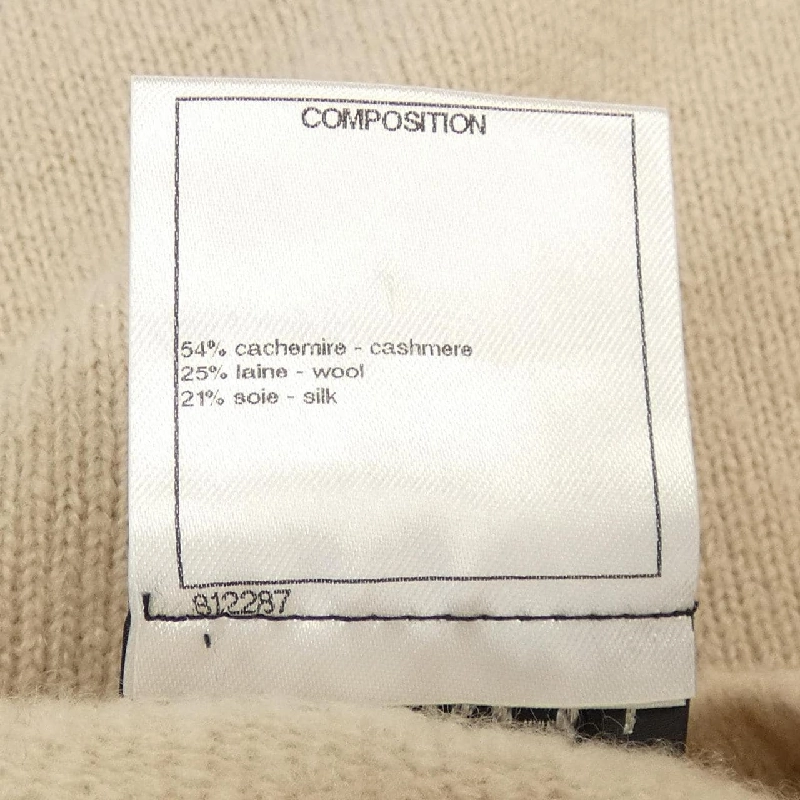 COMPOSITION
54% cachemire - cashmere
25% laine - wool
21% soie - silk
812287